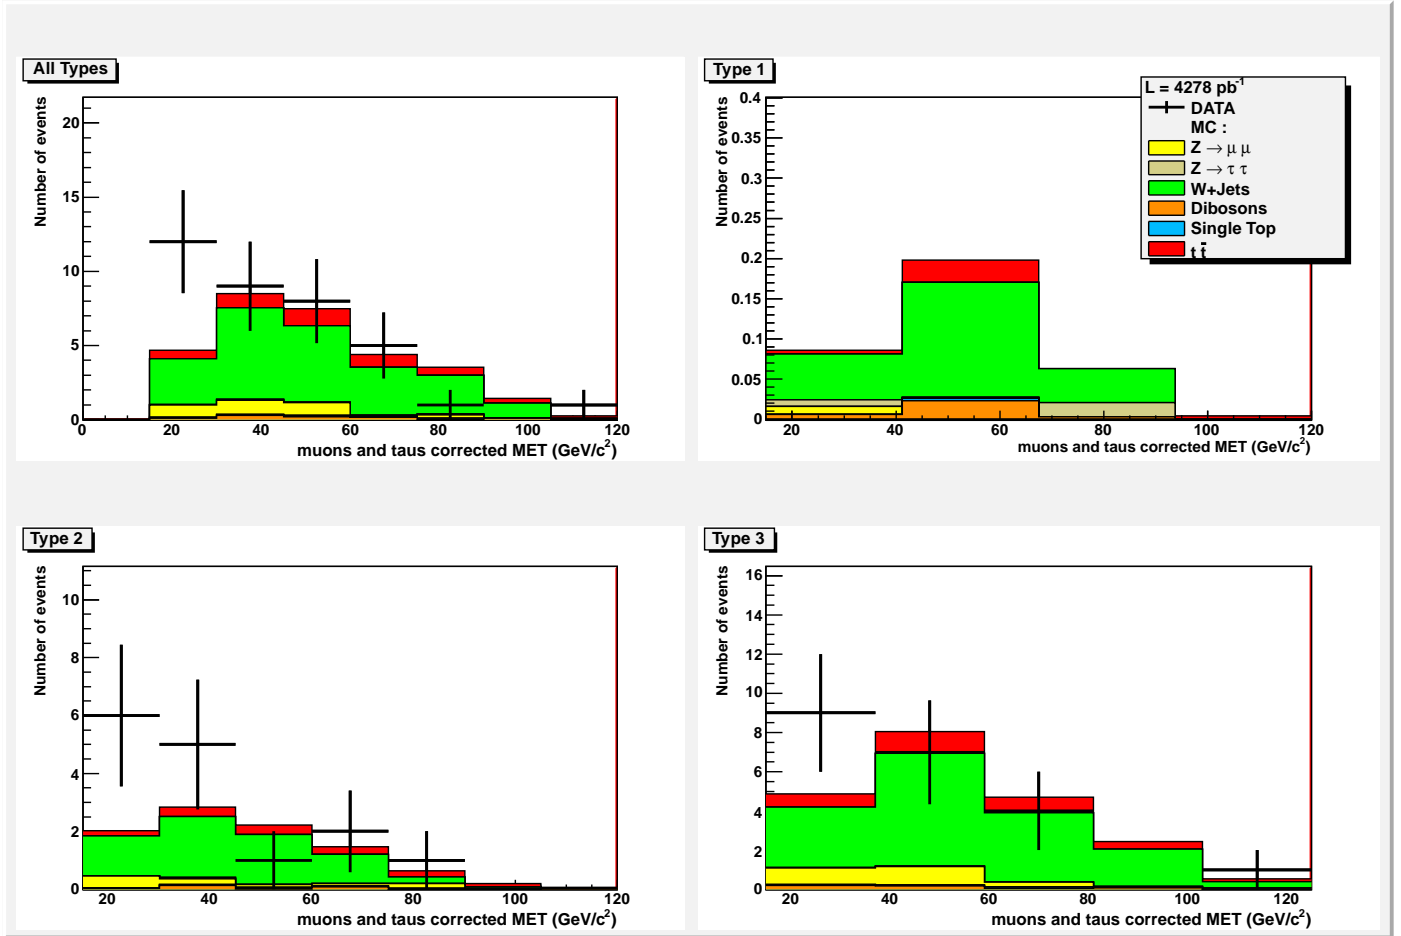 All Types
Number of events
20
15
10
5
0
0 20 40 60 80 100 120
muons and taus corrected MET (GeV/c²)
Type 1
Number of events
0.4
0.35
0.3
0.25
0.2
0.15
0.1
0.05
0
20 40 60 80 100 120
muons and taus corrected MET (GeV/c²)
L = 4278 pb⁻¹
DATA
MC :
Z → μ μ
Z → τ τ
W+Jets
Dibosons
Single Top
t t̄
Type 2
Number of events
10
8
6
4
2
0
20 40 60 80 100 120
muons and taus corrected MET (GeV/c²)
Type 3
Number of events
16
14
12
10
8
6
4
2
0
20 40 60 80 100 120
muons and taus corrected MET (GeV/c²)